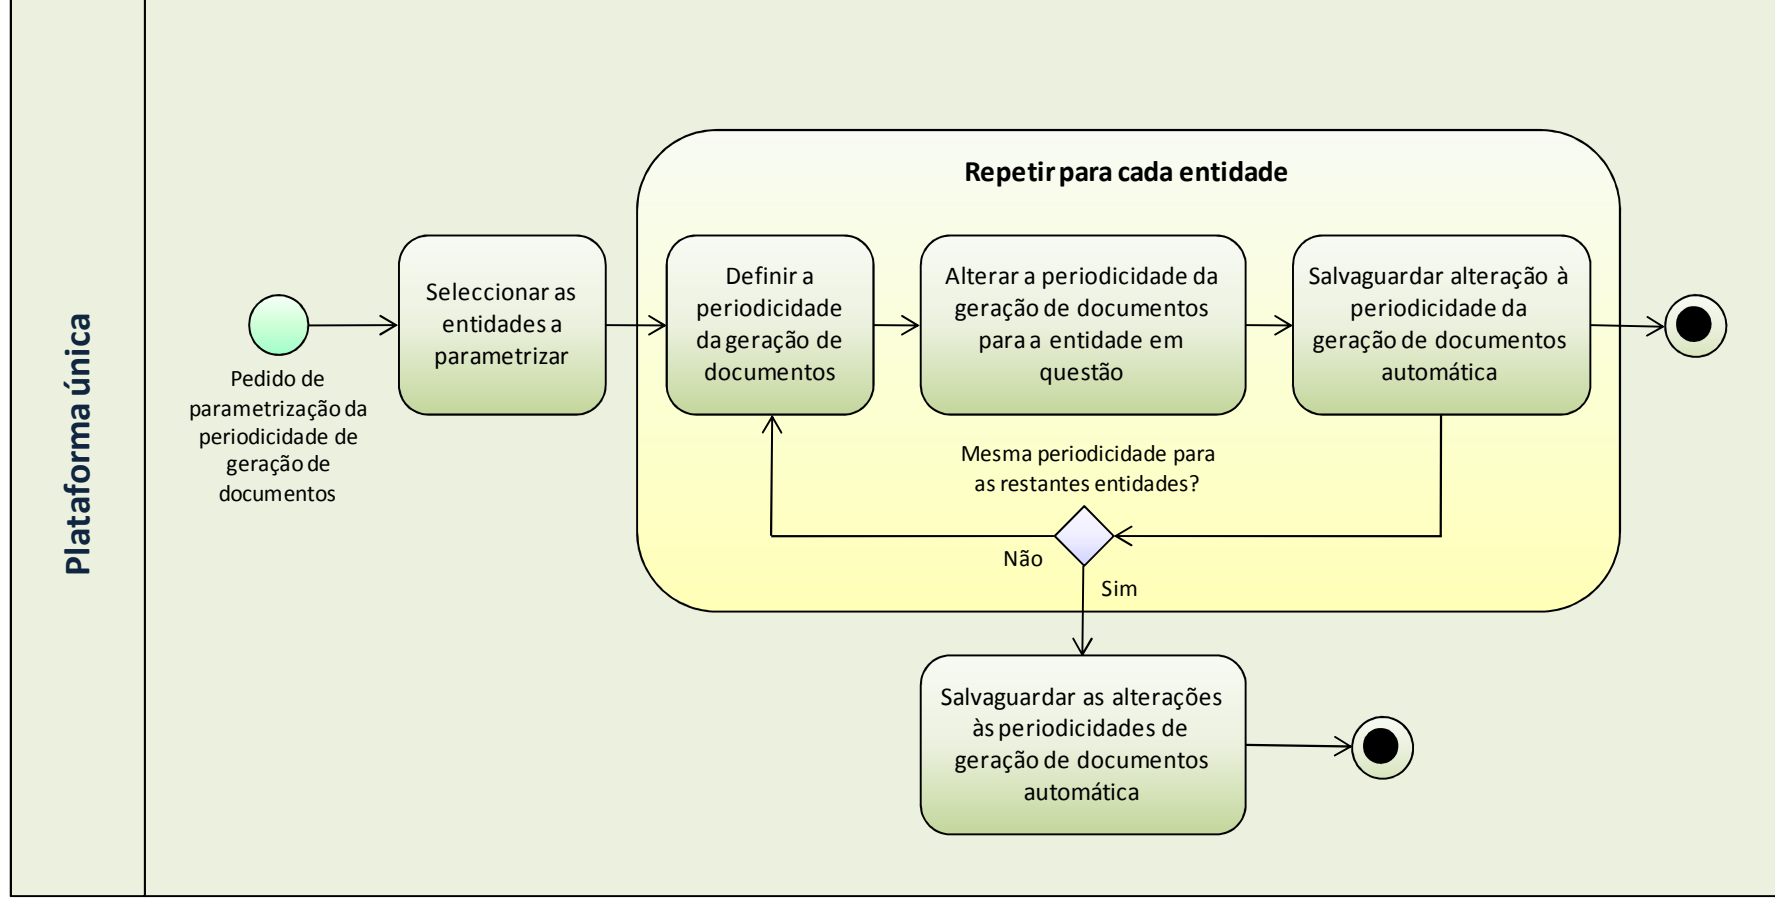 Plataforma única
Pedido de
parametrização da
periodicidade de
geração de
documentos
Seleccionar as
entidades a
parametrizar
Repetir para cada entidade
Definir a
periodicidade
da geração de
documentos
Alterar a periodicidade da
geração de documentos
para a entidade em
questão
Salvaguardar alteração à
periodicidade da
geração de documentos
automática
Mesma periodicidade para
as restantes entidades?
Não
Sim
Salvaguardar as alterações
às periodicidades de
geração de documentos
automática